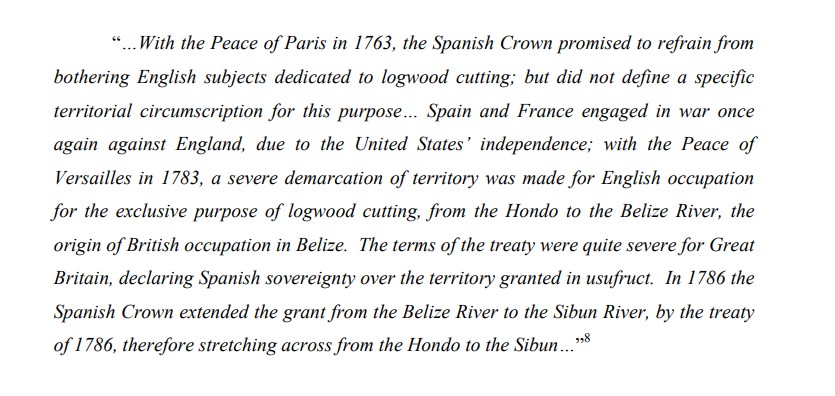 “…With the Peace of Paris in 1763, the Spanish Crown promised to refrain from
bothering English subjects dedicated to logwood cutting; but did not define a specific
territorial circumscription for this purpose… Spain and France engaged in war once
again against England, due to the United States’ independence; with the Peace of
Versailles in 1783, a severe demarcation of territory was made for English occupation
for the exclusive purpose of logwood cutting, from the Hondo to the Belize River, the
origin of British occupation in Belize. The terms of the treaty were quite severe for Great
Britain, declaring Spanish sovereignty over the territory granted in usufruct. In 1786 the
Spanish Crown extended the grant from the Belize River to the Sibun River, by the treaty
of 1786, therefore stretching across from the Hondo to the Sibun…”8